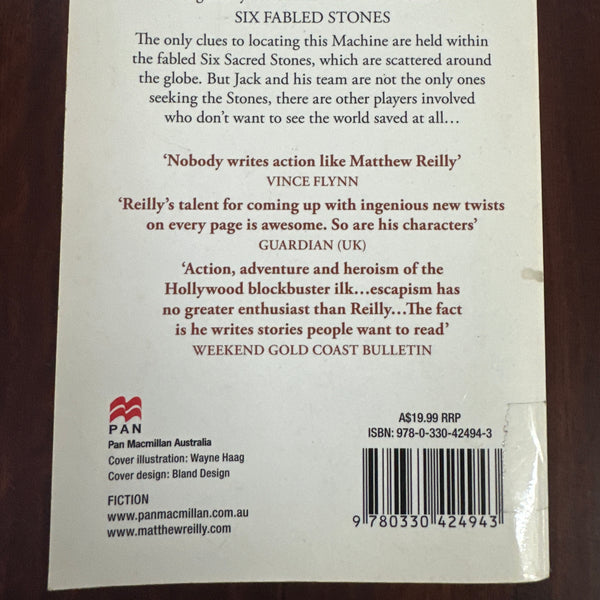 SIX FABLED STONES
The only clues to locating this Machine are held within
the fabled Six Sacred Stones, which are scattered around
the globe. But Jack and his team are not the only ones
seeking the Stones, there are other players involved
who don't want to see the world saved at all…
‘Nobody writes action like Matthew Reilly’
VINCE FLYNN
‘Reilly’s talent for coming up with ingenious new twists
on every page is awesome. So are his characters’
GUARDIAN (UK)
‘Action, adventure and heroism of the
Hollywood blockbuster ilk…escapism has
no greater enthusiast than Reilly…The fact
is he writes stories people want to read’
WEEKEND GOLD COAST BULLETIN
PAN
Pan Macmillan Australia
Cover illustration: Wayne Haag
Cover design: Bland Design
FICTION
www.panmacmillan.com.au
www.matthewreilly.com
A$19.99 RRP
ISBN: 978-0-330-42494-3
9 780330 424943